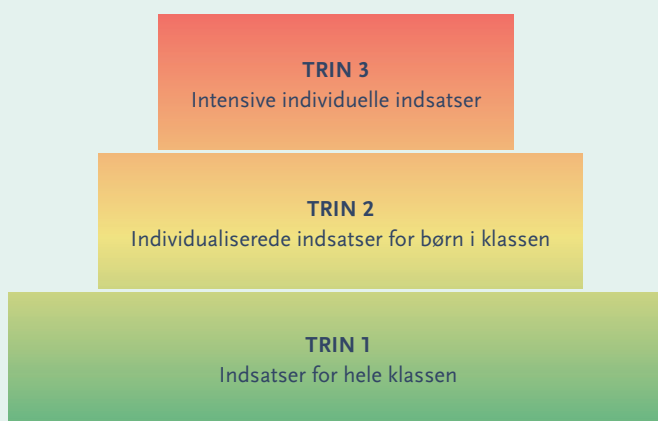 TRIN 3
Intensive individuelle indsatser
TRIN 2
Individualiserede indsatser for børn i klassen
TRIN 1
Indsatser for hele klassen